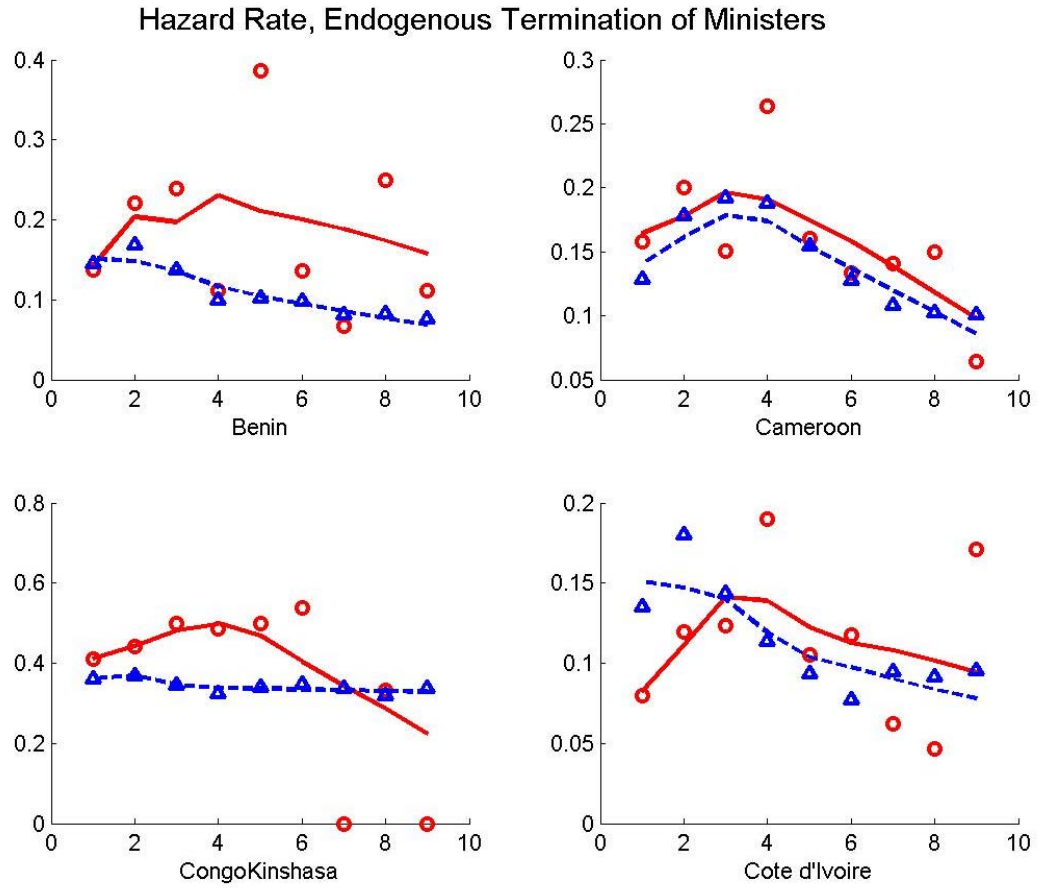 Hazard Rate, Endogenous Termination of Ministers
0.4
0.3
0.2
0.1
0
0 2 4 6 8 10
Benin
0.3
0.25
0.2
0.15
0.1
0.05
0 2 4 6 8 10
Cameroon
0.8
0.6
0.4
0.2
0
0 2 4 6 8 10
CongoKinshasa
0.2
0.15
0.1
0.05
0
0 2 4 6 8 10
Cote d'Ivoire